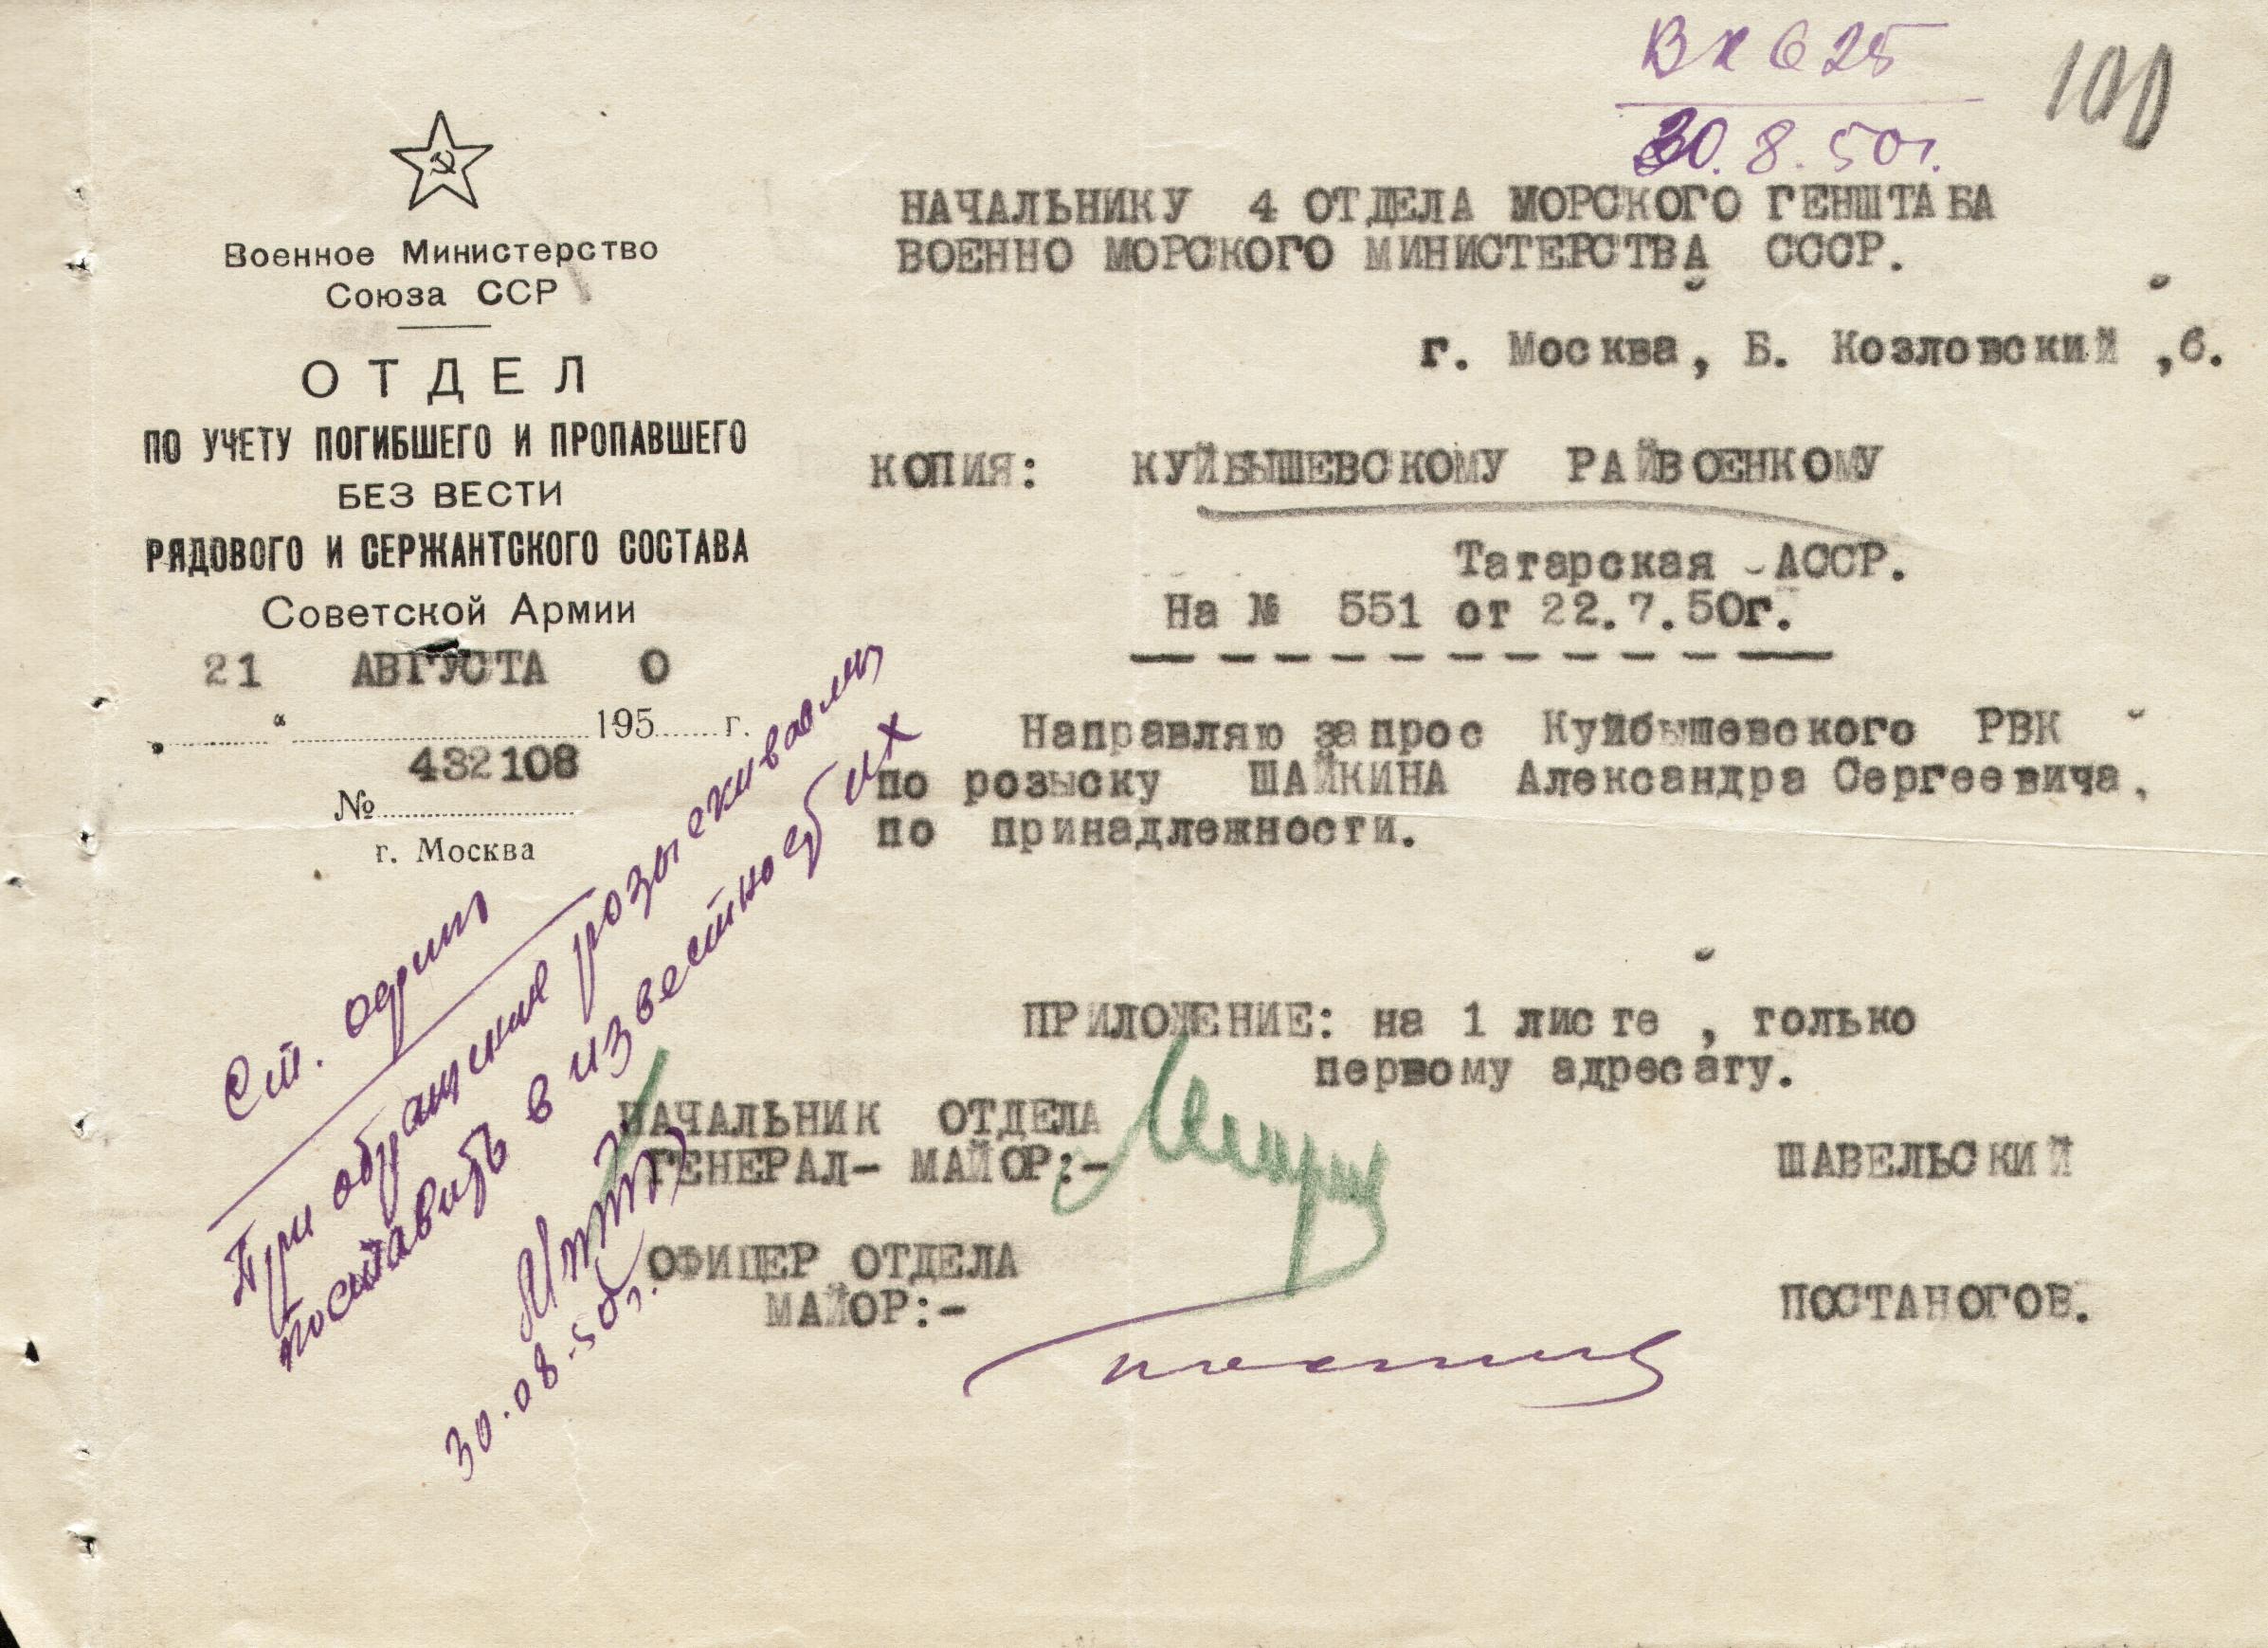 Вх 625
30.8.50г.
100
Военное Министерство
Союза ССР
ОТДЕЛ
ПО УЧЕТУ ПОГИБШЕГО И ПРОПАВШЕГО
БЕЗ ВЕСТИ
РЯДОВОГО И СЕРЖАНТСКОГО СОСТАВА
Советской Армии
21 АВГУСТА 0
" " 195 г.
432108
№
г. Москва
НАЧАЛЬНИКУ 4 ОТДЕЛА МОРСКОГО ГЕНШТАБА
ВОЕННО МОРСКОГО МИНИСТЕРСТВА СССР.
г. Москва, Б. Козловский ,6.
КОПИЯ: КУЙБЫШЕВСКОМУ РАЙВОЕНКОМУ
Татарская -АССР.
На № 551 от 22.7.50г.
Направляю запрос Куйбышевского РВК
по розыску ШАЙКИНА Александра Сергеевича,
по принадлежности.
ПРИЛОЖЕНИЕ: на 1 листе , только
первому адресату.
НАЧАЛЬНИК ОТДЕЛА
ГЕНЕРАЛ- МАЙОР:- ШАВЕЛЬСКИЙ
ОФИЦЕР ОТДЕЛА
МАЙОР:- ПОСТАНОГОВ.
При обращении розыскивали
поставить в известность их
30.08.50г.